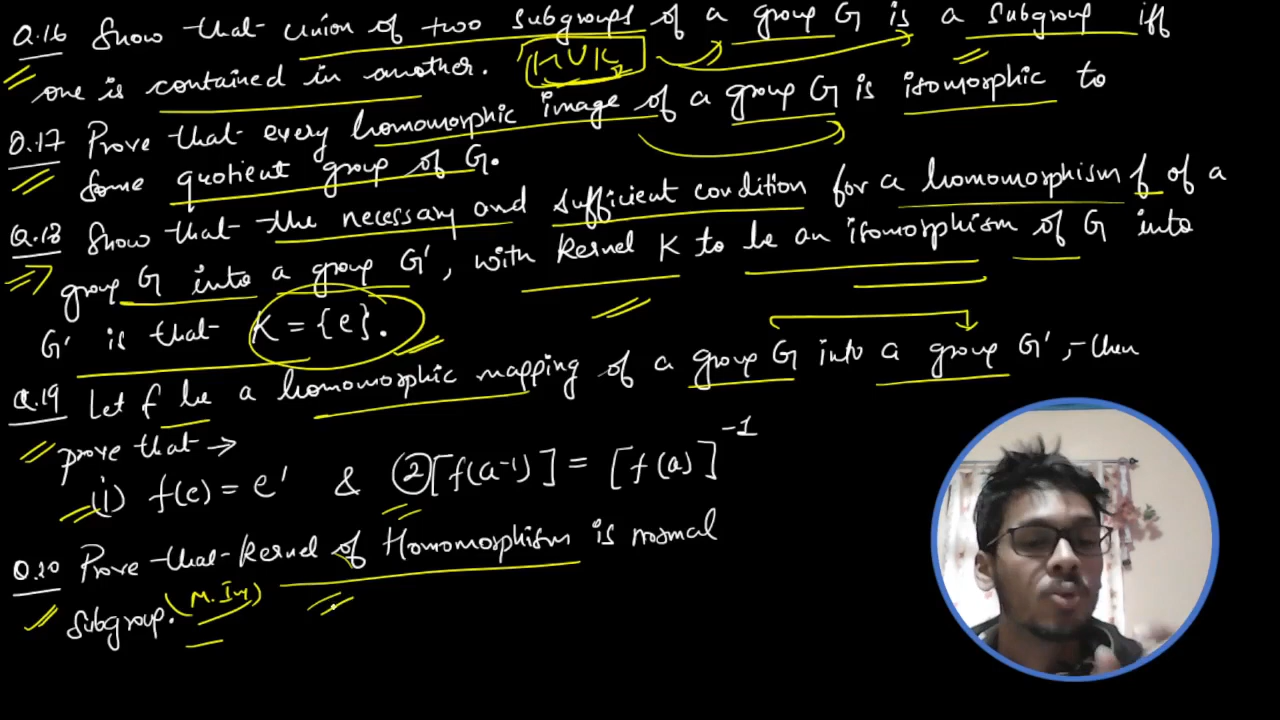 Q.16 Show that union of two subgroups of a group G is a subgroup iff
one is contained in another. H∪K
Q.17 Prove that every homomorphic image of a group G is isomorphic to
some quotient group of G.
Q.18 Show that the necessary and sufficient condition for a homomorphism f of a
group G into a group G', with kernel K to be an isomorphism of G into
G' is that K = {e}.
Q.19 Let f be a homomorphic mapping of a group G into a group G', then
prove that →
(i) f(e) = e' & ② [f(a-1)] = [f(a)]^-1
Q.20 Prove that kernel of Homomorphism is normal
Subgroup. (M. Imp)